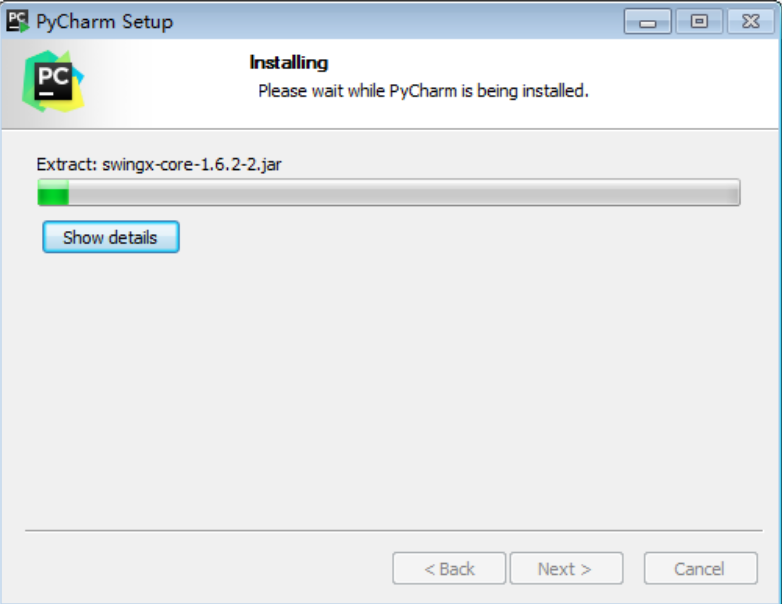 PC PyCharm Setup
PC
Installing
Please wait while PyCharm is being installed.
Extract: swingx-core-1.6.2-2.jar
Show details
< Back
Next >
Cancel